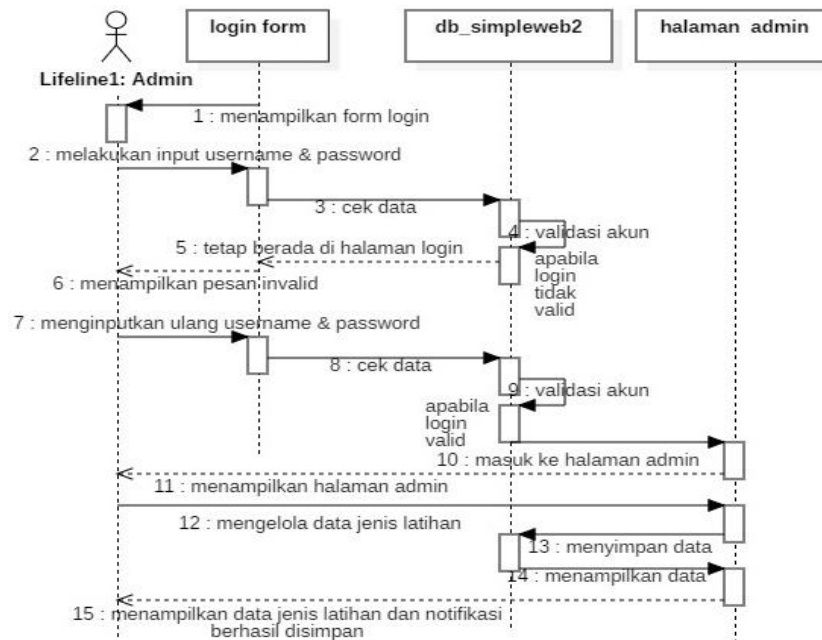 login form
db_simpleweb2
halaman admin
Lifeline1: Admin
1 : menampilkan form login
2 : melakukan input username & password
3 : cek data
4 : validasi akun
5 : tetap berada di halaman login
apabila
login
tidak
valid
6 : menampilkan pesan invalid
7 : menginputkan ulang username & password
8 : cek data
9 : validasi akun
apabila
login
valid
10 : masuk ke halaman admin
11 : menampilkan halaman admin
12 : mengelola data jenis latihan
13 : menyimpan data
14 : menampilkan data
15 : menampilkan data jenis latihan dan notifikasi
berhasil disimpan